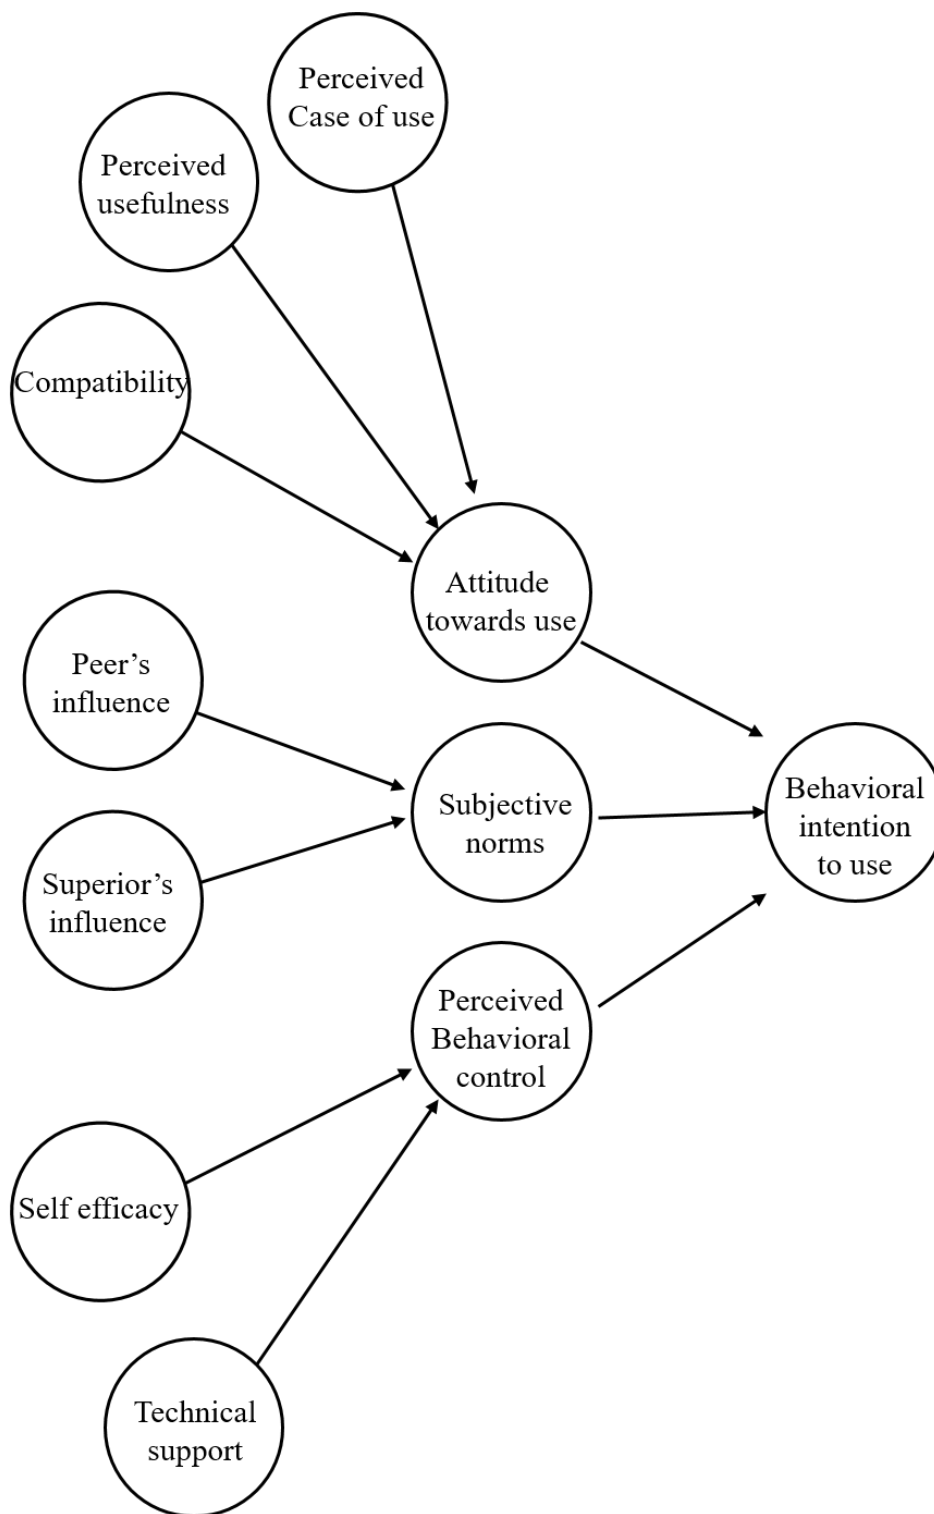 Perceived
Case of use
Perceived
usefulness
Compatibility
Attitude
towards use
Peer’s
influence
Subjective
norms
Behavioral
intention
to use
Superior’s
influence
Perceived
Behavioral
control
Self efficacy
Technical
support